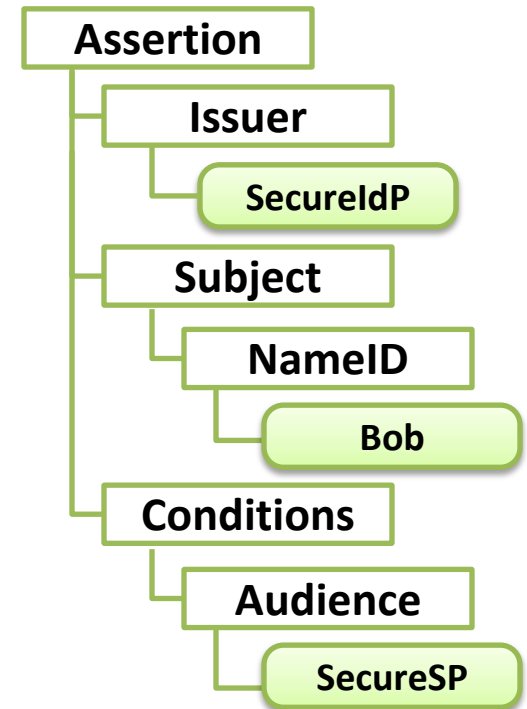 Assertion
Issuer
SecureIdP
Subject
NameID
Bob
Conditions
Audience
SecureSP